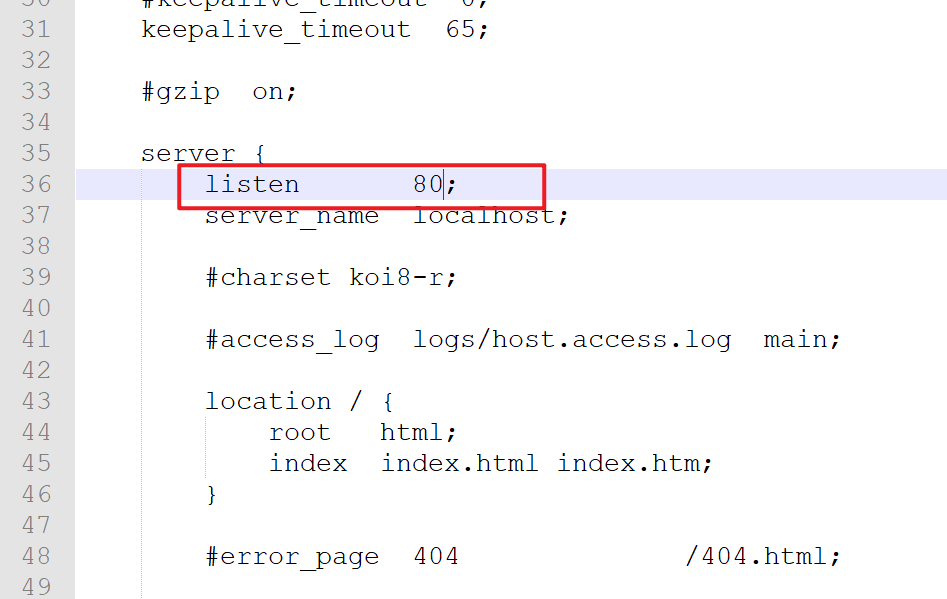 30 #keepalive_timeout 0;
31 keepalive_timeout 65;
32
33 #gzip on;
34
35 server {
36 listen 80;
37 server_name localhost;
38
39 #charset koi8-r;
40
41 #access_log logs/host.access.log main;
42
43 location / {
44 root html;
45 index index.html index.htm;
46 }
47
48 #error_page 404 /404.html;
49